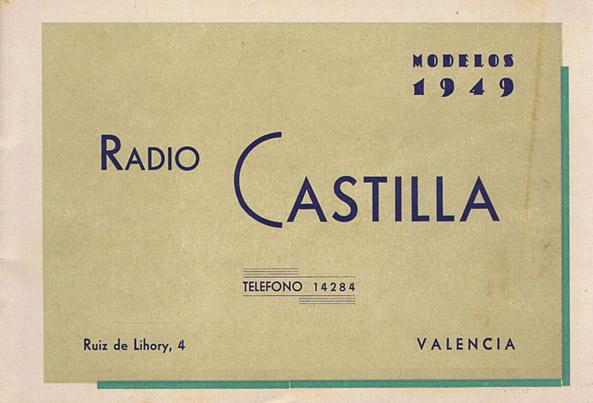 MODELOS
1949
RADIO CASTILLA
TELEFONO 14284
Ruiz de Lihory, 4
VALENCIA